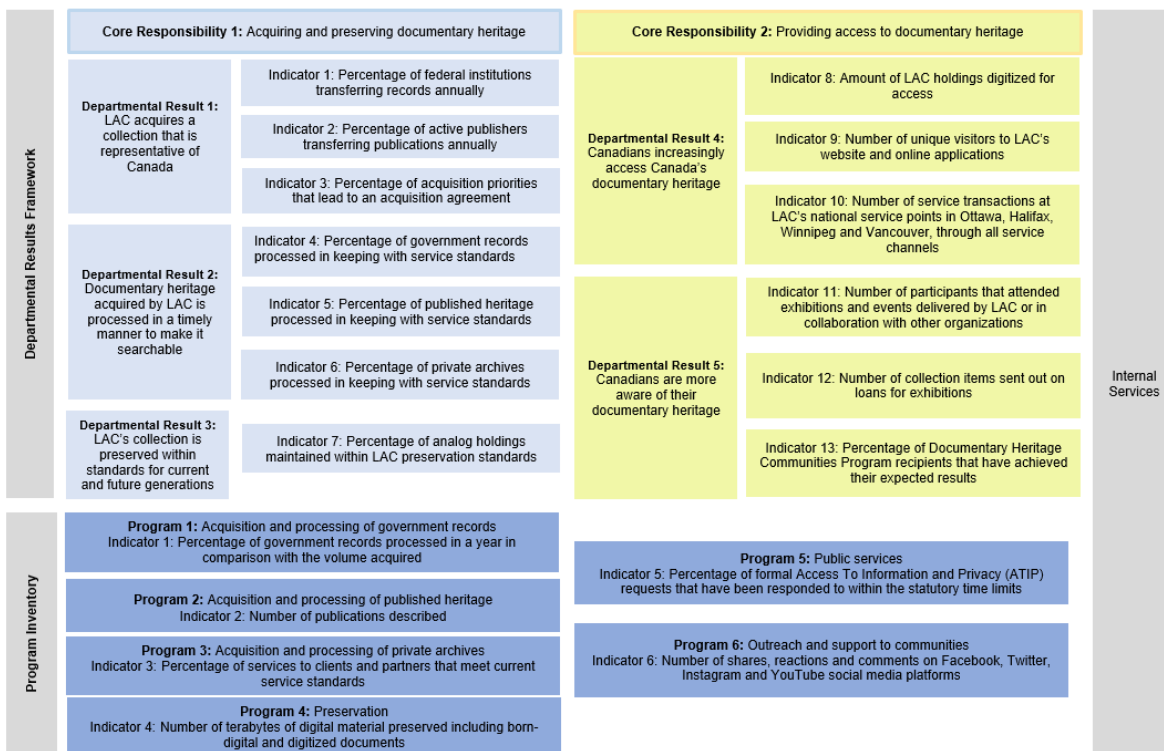 Core Responsibility 1: Acquiring and preserving documentary heritage
Departmental Results Framework
Departmental Result 1:
LAC acquires a
collection that is
representative of
Canada
Indicator 1: Percentage of federal institutions
transferring records annually
Indicator 2: Percentage of active publishers
transferring publications annually
Indicator 3: Percentage of acquisition priorities
that lead to an acquisition agreement
Departmental Result 2:
Documentary heritage
acquired by LAC is
processed in a timely
manner to make it
searchable
Indicator 4: Percentage of government records
processed in keeping with service standards
Indicator 5: Percentage of published heritage
processed in keeping with service standards
Indicator 6: Percentage of private archives
processed in keeping with service standards
Departmental Result 3:
LAC's collection is
preserved within
standards for current
and future generations
Indicator 7: Percentage of analog holdings
maintained within LAC preservation standards
Core Responsibility 2: Providing access to documentary heritage
Departmental Result 4:
Canadians increasingly
access Canada's
documentary heritage
Indicator 8: Amount of LAC holdings digitized for
access
Indicator 9: Number of unique visitors to LAC's
website and online applications
Indicator 10: Number of service transactions at
LAC's national service points in Ottawa, Halifax,
Winnipeg and Vancouver, through all service
channels
Departmental Result 5:
Canadians are more
aware of their
documentary heritage
Indicator 11: Number of participants that attended
exhibitions and events delivered by LAC or in
collaboration with other organizations
Indicator 12: Number of collection items sent out on
loans for exhibitions
Indicator 13: Percentage of Documentary Heritage
Communities Program recipients that have achieved
their expected results
Internal
Services
Program Inventory
Program 1: Acquisition and processing of government records
Indicator 1: Percentage of government records processed in a year in
comparison with the volume acquired
Program 2: Acquisition and processing of published heritage
Indicator 2: Number of publications described
Program 3: Acquisition and processing of private archives
Indicator 3: Percentage of services to clients and partners that meet current
service standards
Program 4: Preservation
Indicator 4: Number of terabytes of digital material preserved including born-
digital and digitized documents
Program 5: Public services
Indicator 5: Percentage of formal Access To Information and Privacy (ATIP)
requests that have been responded to within the statutory time limits
Program 6: Outreach and support to communities
Indicator 6: Number of shares, reactions and comments on Facebook, Twitter,
Instagram and YouTube social media platforms